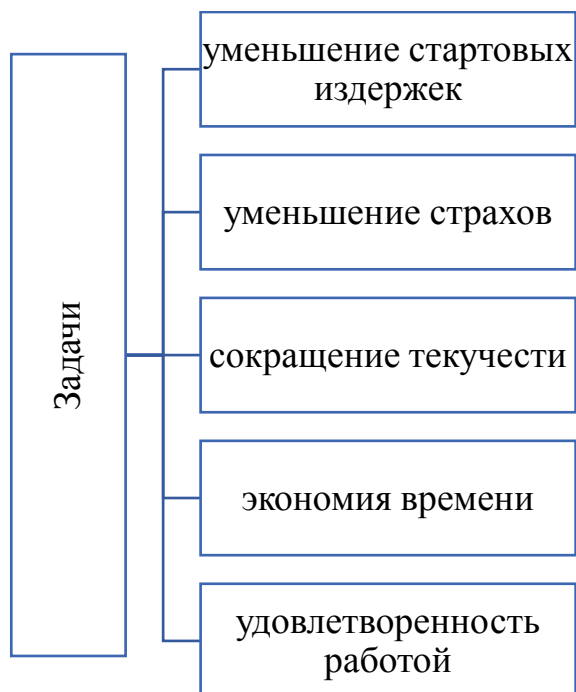 Задачи
уменьшение стартовых
издержек
уменьшение страхов
сокращение текучести
экономия времени
удовлетворенность
работой